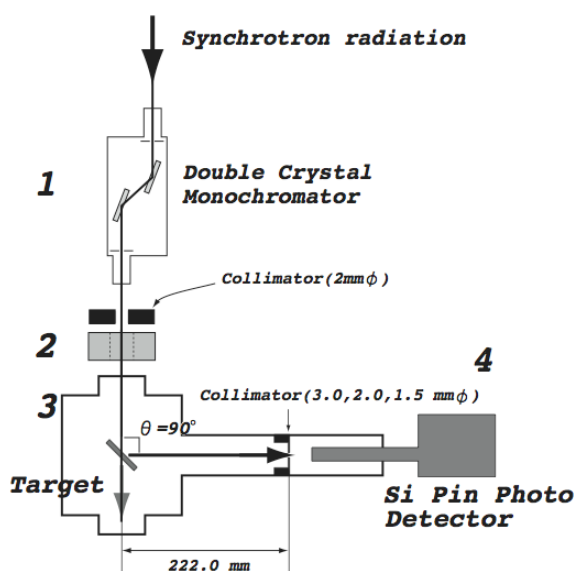 Synchrotron radiation
1
Double Crystal
Monochromator
Collimator(2mmφ)
2
4
3
Collimator(3.0,2.0,1.5 mmφ)
θ=90°
Target
Si Pin Photo
Detector
222.0 mm